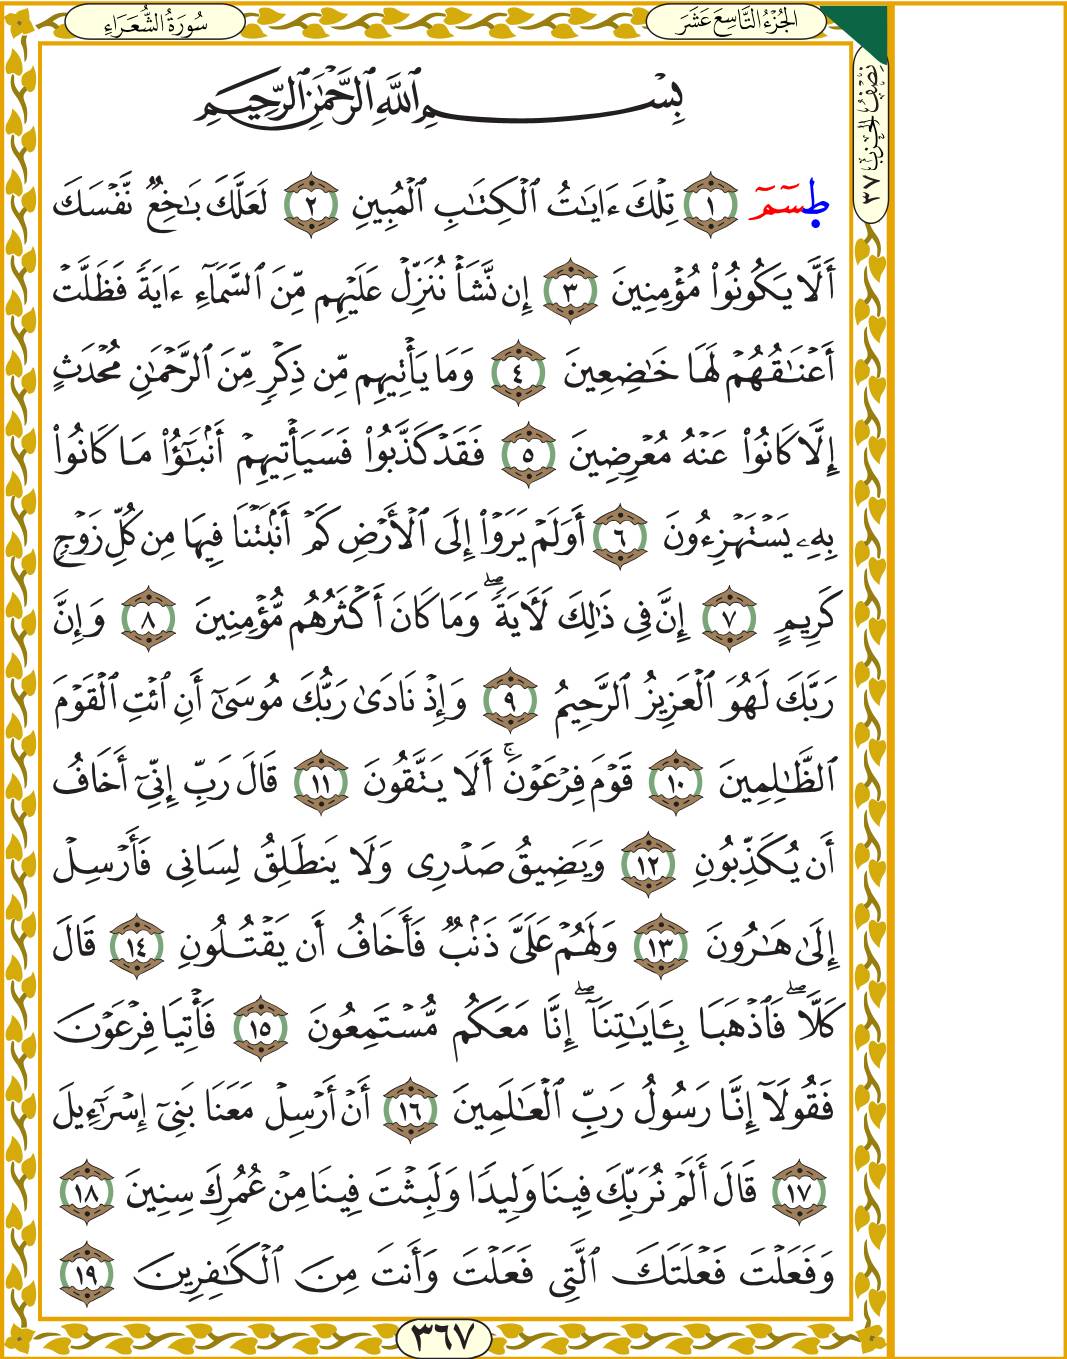 سُورَةُ الشُّعَرَاءِ
الجُزْءُ التَّاسِعَ عَشَرَ
نِصْفُ الحِزْبِ ٣٧
بِسْمِ ٱللَّهِ ٱلرَّحْمَٰنِ ٱلرَّحِيمِ
طسٓمٓ ١ تِلْكَ ءَايَٰتُ ٱلْكِتَٰبِ ٱلْمُبِينِ ٢ لَعَلَّكَ بَٰخِعٌ نَّفْسَكَ
أَلَّا يَكُونُوا۟ مُؤْمِنِينَ ٣ إِن نَّشَأْ نُنَزِّلْ عَلَيْهِم مِّنَ ٱلسَّمَآءِ ءَايَةً فَظَلَّتْ
أَعْنَٰقُهُمْ لَهَا خَٰضِعِينَ ٤ وَمَا يَأْتِيهِم مِّن ذِكْرٍ مِّنَ ٱلرَّحْمَٰنِ مُحْدَثٍ
إِلَّا كَانُوا۟ عَنْهُ مُعْرِضِينَ ٥ فَقَدْ كَذَّبُوا۟ فَسَيَأْتِيهِمْ أَنۢبَٰٓؤُا۟ مَا كَانُوا۟
بِهِۦ يَسْتَهْزِءُونَ ٦ أَوَلَمْ يَرَوْا۟ إِلَى ٱلْأَرْضِ كَمْ أَنۢبَتْنَا فِيهَا مِن كُلِّ زَوْجٍ
كَرِيمٍ ٧ إِنَّ فِى ذَٰلِكَ لَءَايَةً ۖ وَمَا كَانَ أَكْثَرُهُم مُّؤْمِنِينَ ٨ وَإِنَّ
رَبَّكَ لَهُوَ ٱلْعَزِيزُ ٱلرَّحِيمُ ٩ وَإِذْ نَادَىٰ رَبُّكَ مُوسَىٰٓ أَنِ ٱئْتِ ٱلْقَوْمَ
ٱلظَّٰلِمِينَ ١٠ قَوْمَ فِرْعَوْنَ ۚ أَلَا يَتَّقُونَ ١١ قَالَ رَبِّ إِنِّىٓ أَخَافُ
أَن يُكَذِّبُونِ ١٢ وَيَضِيقُ صَدْرِى وَلَا يَنطَلِقُ لِسَانِى فَأَرْسِلْ
إِلَىٰ هَٰرُونَ ١٣ وَلَهُمْ عَلَىَّ ذَنۢبٌ فَأَخَافُ أَن يَقْتُلُونِ ١٤ قَالَ
كَلَّا ۖ فَٱذْهَبَا بِـَٔايَٰتِنَآ ۖ إِنَّا مَعَكُم مُّسْتَمِعُونَ ١٥ فَأْتِيَا فِرْعَوْنَ
فَقُولَآ إِنَّا رَسُولُ رَبِّ ٱلْعَٰلَمِينَ ١٦ أَنْ أَرْسِلْ مَعَنَا بَنِىٓ إِسْرَٰٓءِيلَ
١٧ قَالَ أَلَمْ نُرَبِّكَ فِينَا وَلِيدًا وَلَبِثْتَ فِينَا مِنْ عُمُرِكَ سِنِينَ ١٨
وَفَعَلْتَ فَعْلَتَكَ ٱلَّتِى فَعَلْتَ وَأَنتَ مِنَ ٱلْكَٰفِرِينَ ١٩
٣٦٧